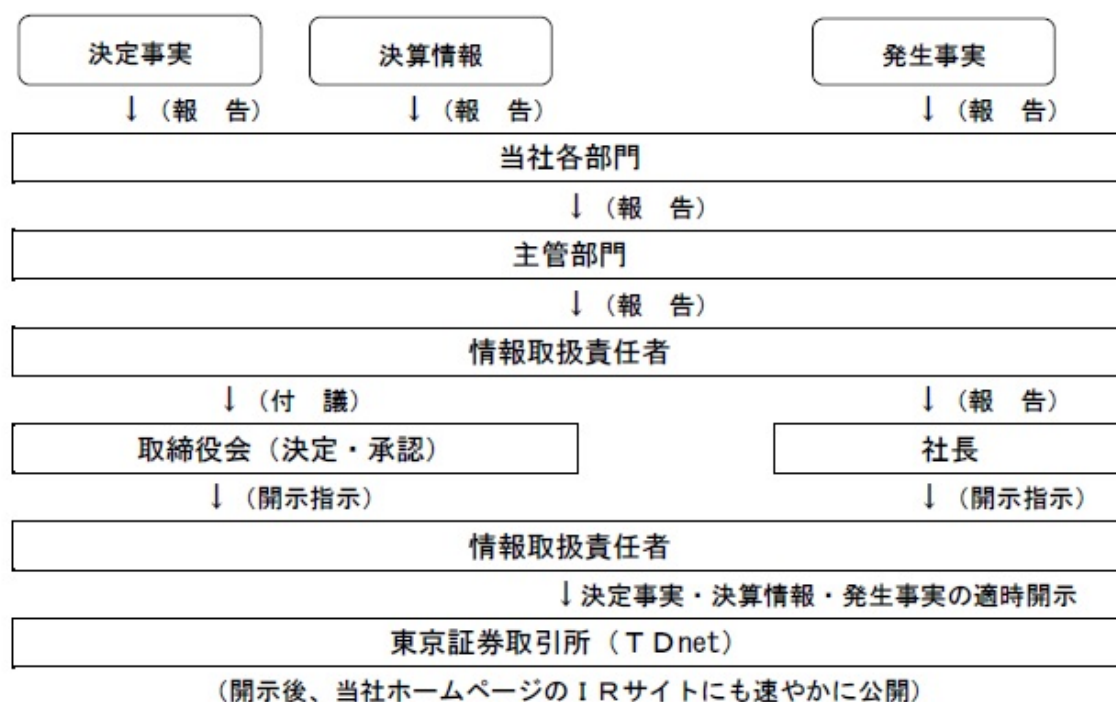 決定事実 決算情報 発生事実
↓(報 告) ↓(報 告) ↓(報 告)
当社各部門
↓(報 告)
主管部門
↓(報 告)
情報取扱責任者
↓(付 議) ↓(報 告)
取締役会(決定・承認) 社長
↓(開示指示) ↓(開示指示)
情報取扱責任者
↓決定事実・決算情報・発生事実の適時開示
東京証券取引所(TDnet)
(開示後、当社ホームページのIRサイトにも速やかに公開)